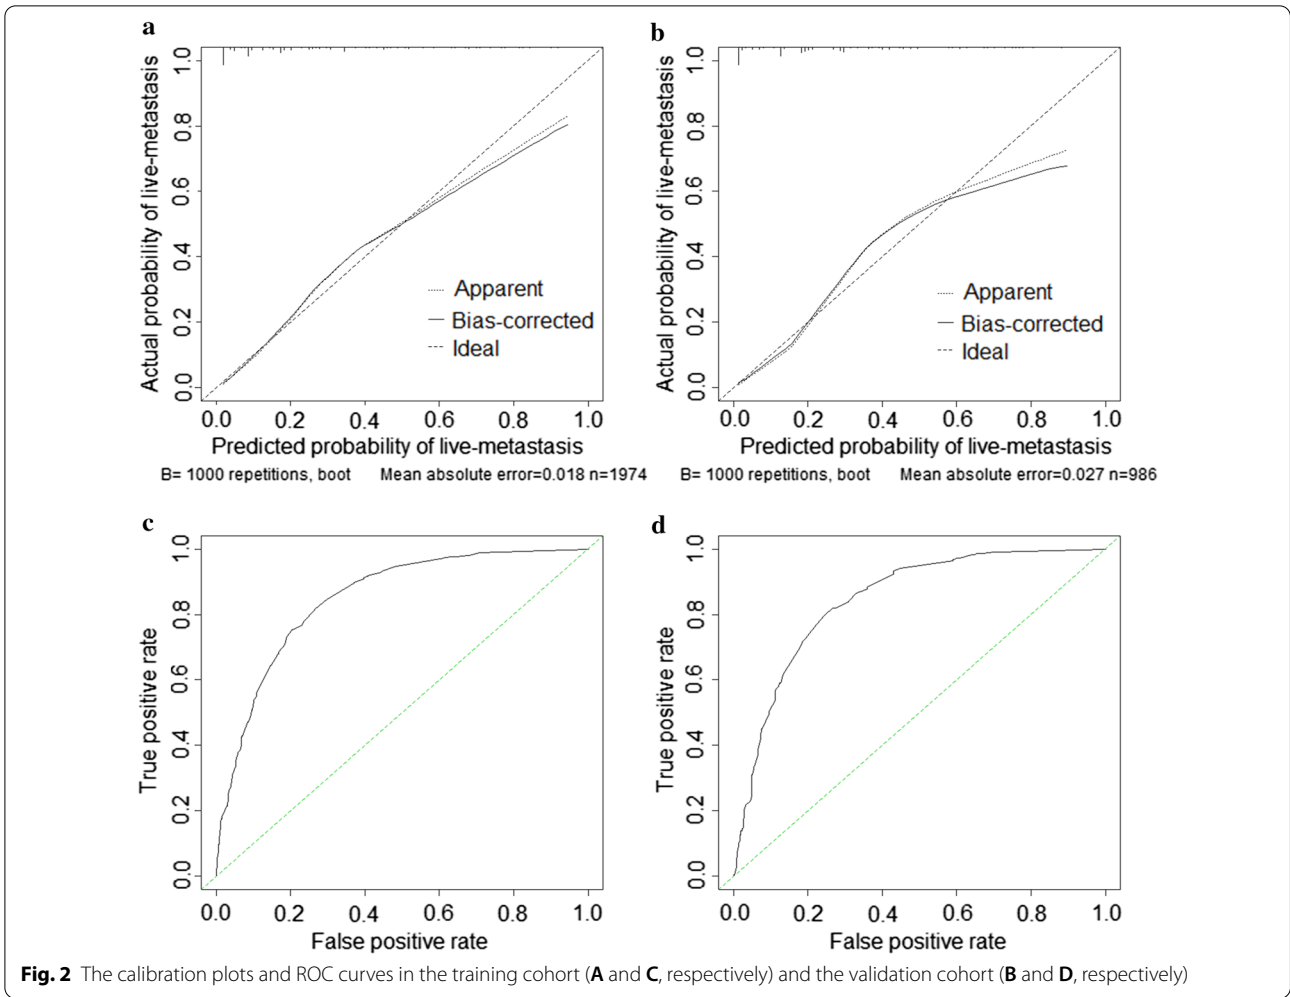 a
Actual probability of live-metastasis
0.0 0.2 0.4 0.6 0.8 1.0
Apparent
Bias-corrected
Ideal
0.0 0.2 0.4 0.6 0.8 1.0
Predicted probability of live-metastasis
B= 1000 repetitions, boot Mean absolute error=0.018 n=1974
b
Actual probability of live-metastasis
0.0 0.2 0.4 0.6 0.8 1.0
Apparent
Bias-corrected
Ideal
0.0 0.2 0.4 0.6 0.8 1.0
Predicted probability of live-metastasis
B= 1000 repetitions, boot Mean absolute error=0.027 n=986
c
True positive rate
0.0 0.2 0.4 0.6 0.8 1.0
0.0 0.2 0.4 0.6 0.8 1.0
False positive rate
d
True positive rate
0.0 0.2 0.4 0.6 0.8 1.0
0.0 0.2 0.4 0.6 0.8 1.0
False positive rate
Fig. 2 The calibration plots and ROC curves in the training cohort (A and C, respectively) and the validation cohort (B and D, respectively)